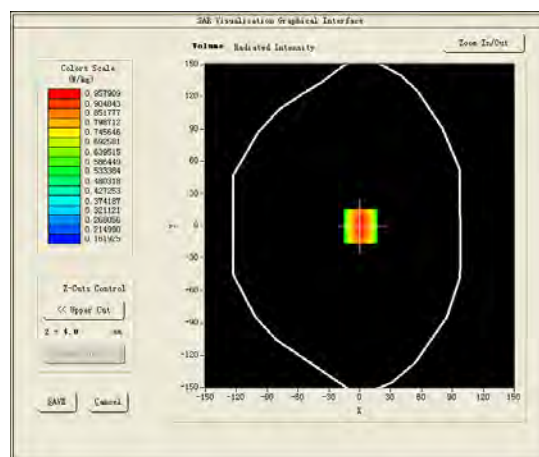 SAR Visualisation Graphical Interface
Volume Radiated Intensity
Zoom In/Out
Colors Scale
(W/kg)
0.957909
0.904843
0.851777
0.798712
0.745646
0.692581
0.639515
0.586449
0.533384
0.480318
0.427253
0.374187
0.321121
0.268056
0.214990
0.161925
Z-Cuts Control
<< Upper Cut
Z = 4.0 mm
SAVE
Cancel
150
120
90
60
30
0
-30
-60
-90
-120
-150
Y
-150 -120 -90 -60 -30 0 30 60 90 120 150
X